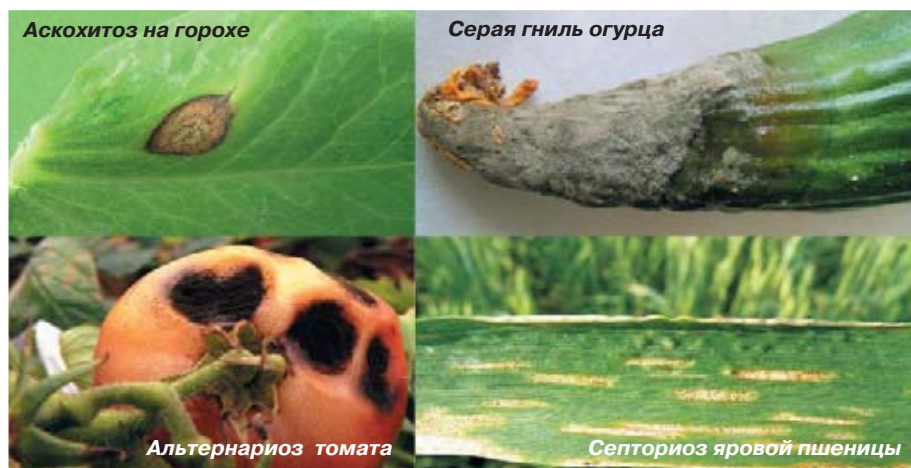 Аскохитоз на горохе
Серая гниль огурца
Альтернариоз томата
Септориоз яровой пшеницы